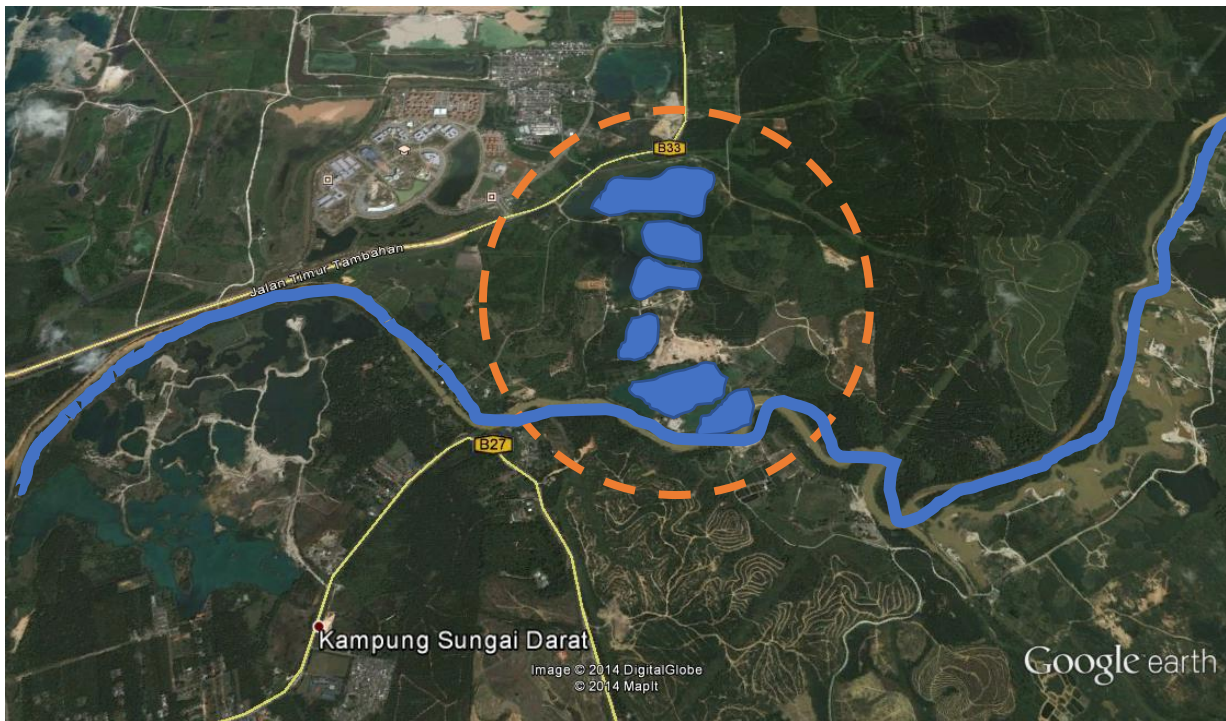 B33
Jalan Timur Tambahan
B27
Kampung Sungai Darat
Image © 2014 DigitalGlobe
© 2014 MapIt
Google earth